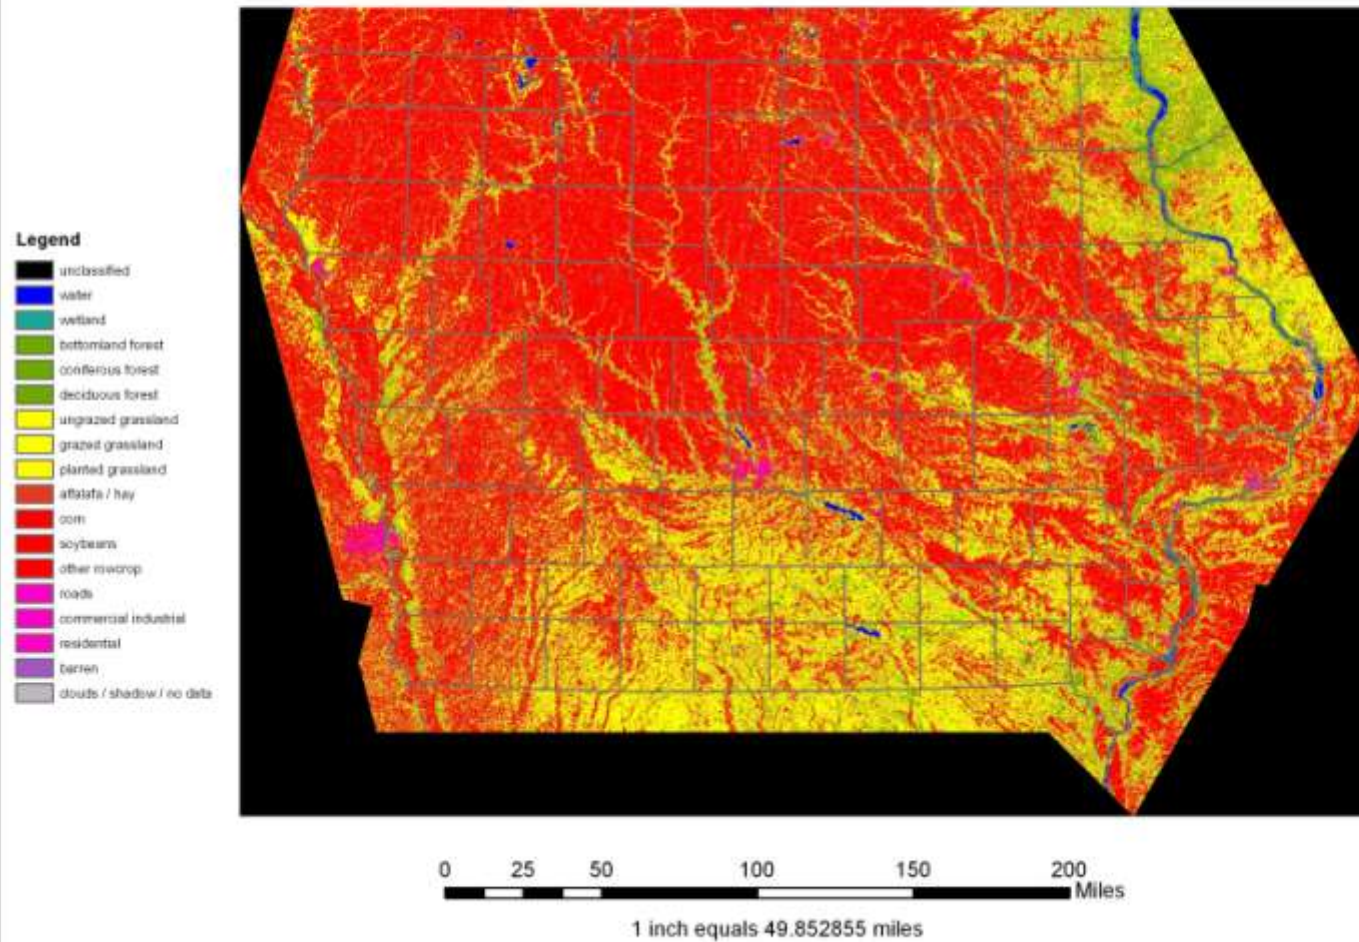 Legend
unclassified
water
wetland
bottomland forest
coniferous forest
deciduous forest
ungrazed grassland
grazed grassland
planted grassland
alfalafa / hay
corn
soybeans
other rowcrop
roads
commercial industrial
residential
barren
clouds / shadow / no data
0 25 50 100 150 200
Miles
1 inch equals 49.852855 miles